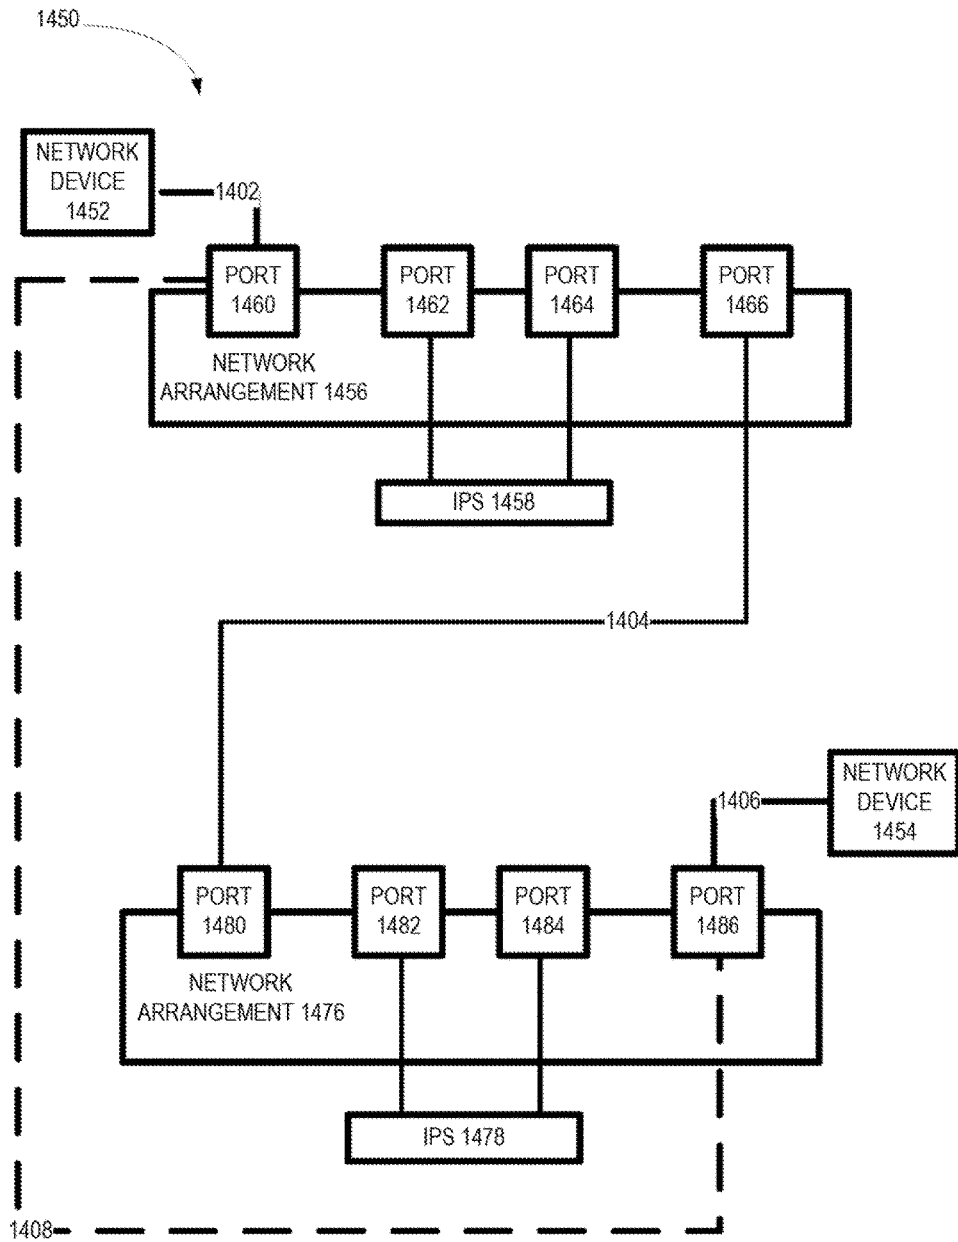 1450
NETWORK
DEVICE
1452
1402
PORT
1460
PORT
1462
PORT
1464
PORT
1466
NETWORK
ARRANGEMENT 1456
IPS 1458
1404
NETWORK
DEVICE
1454
1406
PORT
1480
PORT
1482
PORT
1484
PORT
1486
NETWORK
ARRANGEMENT 1476
IPS 1478
1408